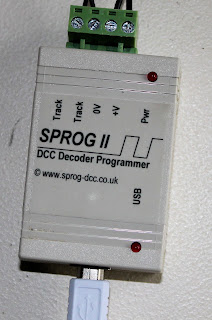 Track
Track
0V
+V
Pwr
SPROG II
DCC Decoder Programmer
© www.sprog-dcc.co.uk
USB